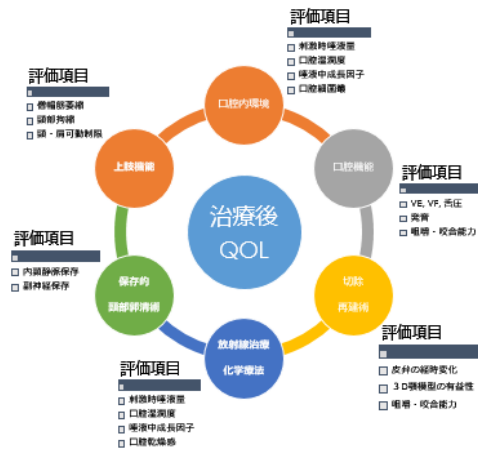 評価項目
刺激時唾液量
口腔湿潤度
唾液中成長因子
口腔細菌叢
口腔内環境
評価項目
僧帽筋萎縮
頸部拘縮
頸・肩可動制限
上肢機能
口腔機能
評価項目
VE, VF, 舌圧
発音
咀嚼・咬合能力
治療後
QOL
評価項目
内頸静脈保存
副神経保存
保存的
頸部郭清術
切除
再建術
評価項目
皮弁の経時変化
3D顎模型の有益性
咀嚼・咬合能力
放射線治療
化学療法
評価項目
刺激時唾液量
口腔湿潤度
唾液中成長因子
口腔乾燥感